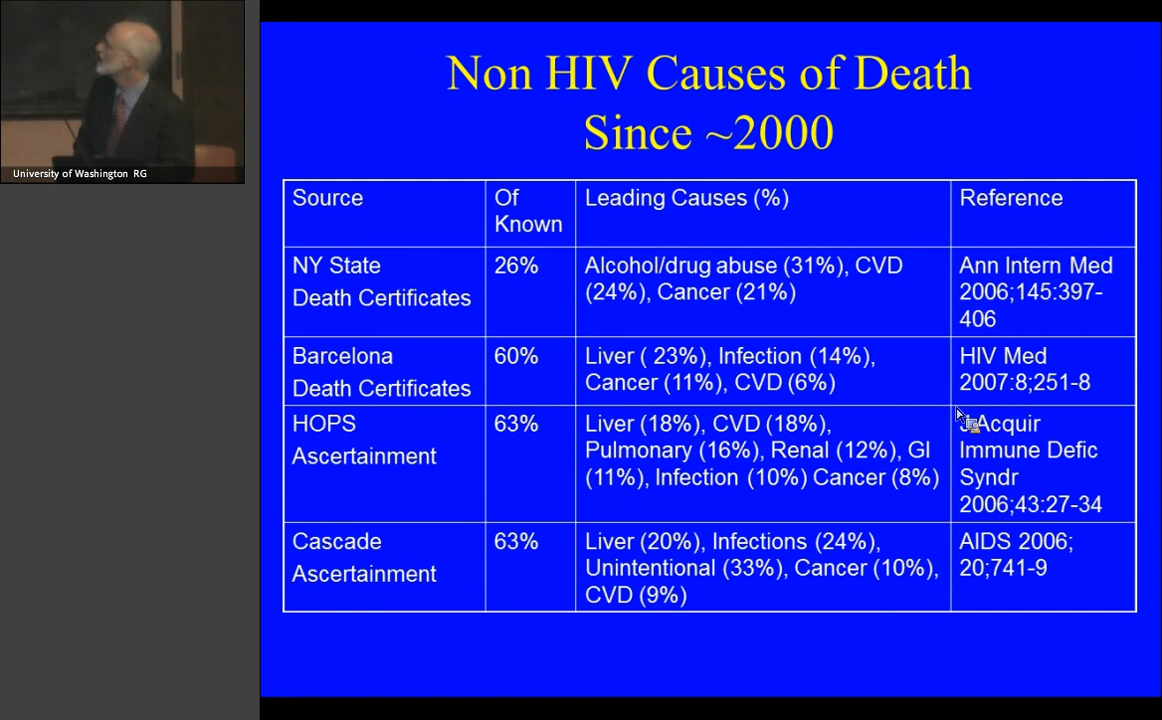 University of Washington RG
Non HIV Causes of Death
Since ~2000
Source
Of
Known
Leading Causes (%)
Reference
NY State
Death Certificates
26%
Alcohol/drug abuse (31%), CVD
(24%), Cancer (21%)
Ann Intern Med
2006;145:397-
406
Barcelona
Death Certificates
60%
Liver ( 23%), Infection (14%),
Cancer (11%), CVD (6%)
HIV Med
2007:8;251-8
HOPS
Ascertainment
63%
Liver (18%), CVD (18%),
Pulmonary (16%), Renal (12%), GI
(11%), Infection (10%) Cancer (8%)
Acquir
Immune Defic
Syndr
2006;43:27-34
Cascade
Ascertainment
63%
Liver (20%), Infections (24%),
Unintentional (33%), Cancer (10%),
CVD (9%)
AIDS 2006;
20;741-9